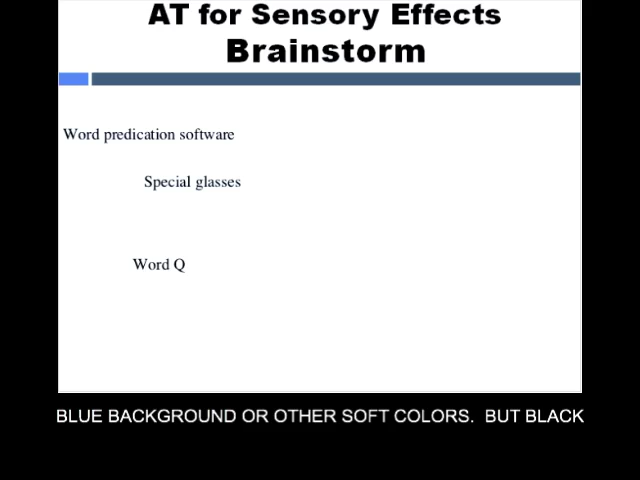 AT for Sensory Effects
Brainstorm
Word predication software
Special glasses
Word Q
BLUE BACKGROUND OR OTHER SOFT COLORS.  BUT BLACK